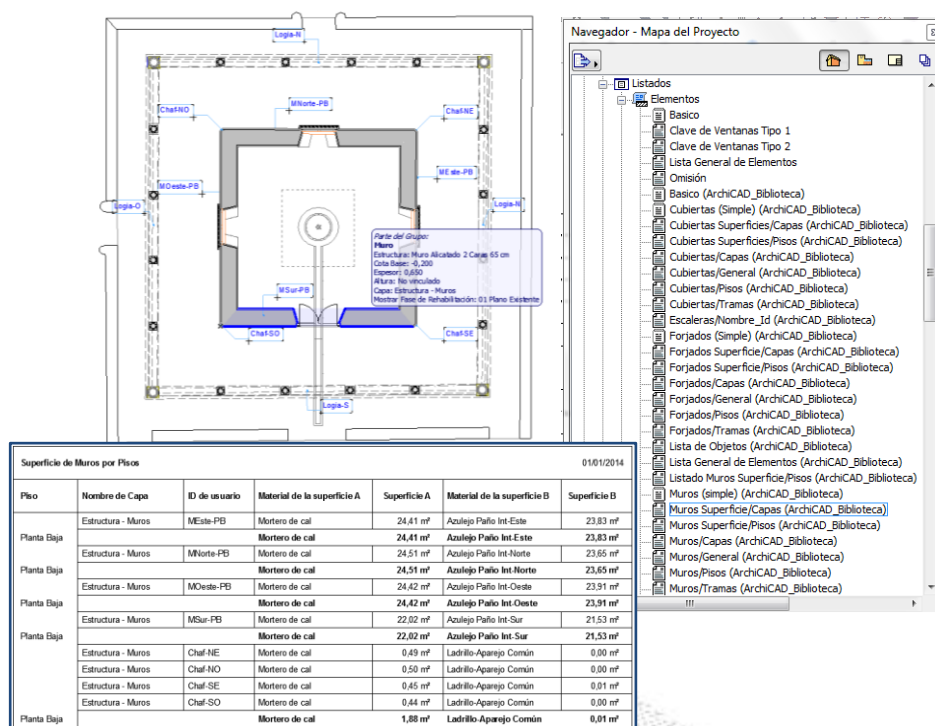 Logia-N
Chaf-NO
MNorte-PB
Chaf-NE
MEste-PB
MOeste-PB
Logia-O
Logia-N
Parte del Grupo:
Muro
Estructura: Muro Alicatado 2 Caras 65 cm
Cota Base: -0,200
Espesor: 0,650
Altura: No vinculado
Capa: Estructura - Muros
Mostrar Fase de Rehabilitación: 01 Plano Existente
MSur-PB
Chaf-SO
Chaf-SE
Logia-S
Navegador - Mapa del Proyecto
Listados
Elementos
Basico
Clave de Ventanas Tipo 1
Clave de Ventanas Tipo 2
Lista General de Elementos
Omisión
Basico (ArchiCAD_Biblioteca)
Cubiertas (Simple) (ArchiCAD_Biblioteca)
Cubiertas Superficies/Capas (ArchiCAD_Biblioteca)
Cubiertas Superficies/Pisos (ArchiCAD_Biblioteca)
Cubiertas/Capas (ArchiCAD_Biblioteca)
Cubiertas/General (ArchiCAD_Biblioteca)
Cubiertas/Pisos (ArchiCAD_Biblioteca)
Cubiertas/Tramas (ArchiCAD_Biblioteca)
Escaleras/Nombre_Id (ArchiCAD_Biblioteca)
Forjados (Simple) (ArchiCAD_Biblioteca)
Forjados Superficie/Capas (ArchiCAD_Biblioteca)
Forjados Superficie/Pisos (ArchiCAD_Biblioteca)
Forjados/Capas (ArchiCAD_Biblioteca)
Forjados/General (ArchiCAD_Biblioteca)
Forjados/Pisos (ArchiCAD_Biblioteca)
Forjados/Tramas (ArchiCAD_Biblioteca)
Lista de Objetos (ArchiCAD_Biblioteca)
Lista General de Elementos (ArchiCAD_Biblioteca)
Listado Muros Superficie/Pisos (ArchiCAD_Biblioteca)
Muros (simple) (ArchiCAD_Biblioteca)
Muros Superficie/Capas (ArchiCAD_Biblioteca)
Muros Superficie/Pisos (ArchiCAD_Biblioteca)
Muros/Capas (ArchiCAD_Biblioteca)
Muros/General (ArchiCAD_Biblioteca)
Muros/Pisos (ArchiCAD_Biblioteca)
Muros/Tramas (ArchiCAD_Biblioteca)
Superficie de Muros por Pisos 01/01/2014
Piso Nombre de Capa ID de usuario Material de la superficie A Superficie A Material de la superficie B Superficie B
Estructura - Muros MEste-PB Mortero de cal 24,41 m² Azulejo Paño Int-Este 23,83 m²
Planta Baja Mortero de cal 24,41 m² Azulejo Paño Int-Este 23,83 m²
Estructura - Muros MNorte-PB Mortero de cal 24,51 m² Azulejo Paño Int-Norte 23,65 m²
Planta Baja Mortero de cal 24,51 m² Azulejo Paño Int-Norte 23,65 m²
Estructura - Muros MOeste-PB Mortero de cal 24,42 m² Azulejo Paño Int-Oeste 23,91 m²
Planta Baja Mortero de cal 24,42 m² Azulejo Paño Int-Oeste 23,91 m²
Estructura - Muros MSur-PB Mortero de cal 22,02 m² Azulejo Paño Int-Sur 21,53 m²
Planta Baja Mortero de cal 22,02 m² Azulejo Paño Int-Sur 21,53 m²
Estructura - Muros Chaf-NE Mortero de cal 0,49 m² Ladrillo-Aparejo Común 0,00 m²
Estructura - Muros Chaf-NO Mortero de cal 0,50 m² Ladrillo-Aparejo Común 0,00 m²
Estructura - Muros Chaf-SE Mortero de cal 0,45 m² Ladrillo-Aparejo Común 0,01 m²
Estructura - Muros Chaf-SO Mortero de cal 0,44 m² Ladrillo-Aparejo Común 0,00 m²
Planta Baja Mortero de cal 1,88 m² Ladrillo-Aparejo Común 0,01 m²